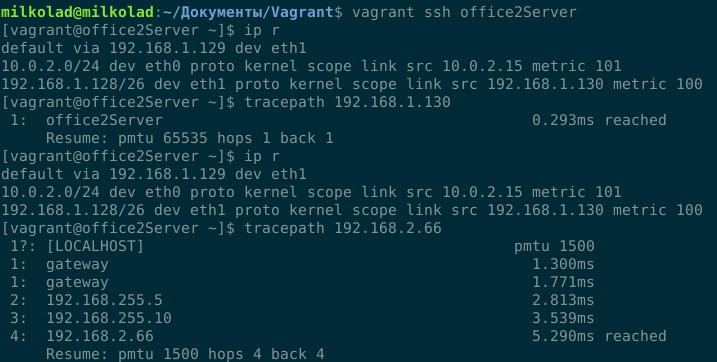 milkolad@milkolad:~/Документы/Vagrant$ vagrant ssh office2Server
[vagrant@office2Server ~]$ ip r
default via 192.168.1.129 dev eth1
10.0.2.0/24 dev eth0 proto kernel scope link src 10.0.2.15 metric 101
192.168.1.128/26 dev eth1 proto kernel scope link src 192.168.1.130 metric 100
[vagrant@office2Server ~]$ tracepath 192.168.1.130
 1:  office2Server                                         0.293ms reached
     Resume: pmtu 65535 hops 1 back 1
[vagrant@office2Server ~]$ ip r
default via 192.168.1.129 dev eth1
10.0.2.0/24 dev eth0 proto kernel scope link src 10.0.2.15 metric 101
192.168.1.128/26 dev eth1 proto kernel scope link src 192.168.1.130 metric 100
[vagrant@office2Server ~]$ tracepath 192.168.2.66
 1?: [LOCALHOST]                                         pmtu 1500
 1:  gateway                                               1.300ms
 1:  gateway                                               1.771ms
 2:  192.168.255.5                                         2.813ms
 3:  192.168.255.10                                        3.539ms
 4:  192.168.2.66                                          5.290ms reached
     Resume: pmtu 1500 hops 4 back 4